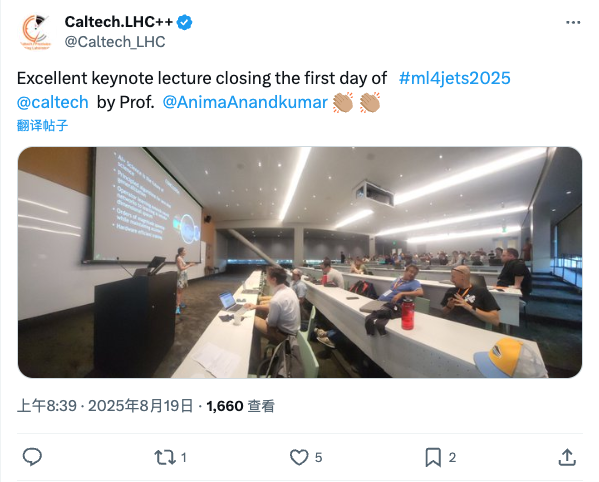 Caltech.LHC++
@Caltech_LHC
Excellent keynote lecture closing the first day of #ml4jets2025
@caltech by Prof. @AnimaAnandkumar 👏🏼 👏🏼
翻译帖子
上午8:39 · 2025年8月19日 · 1,660 查看
1
5
2